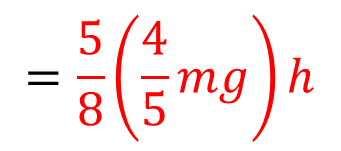 = 5/8 (4/5 mg) h